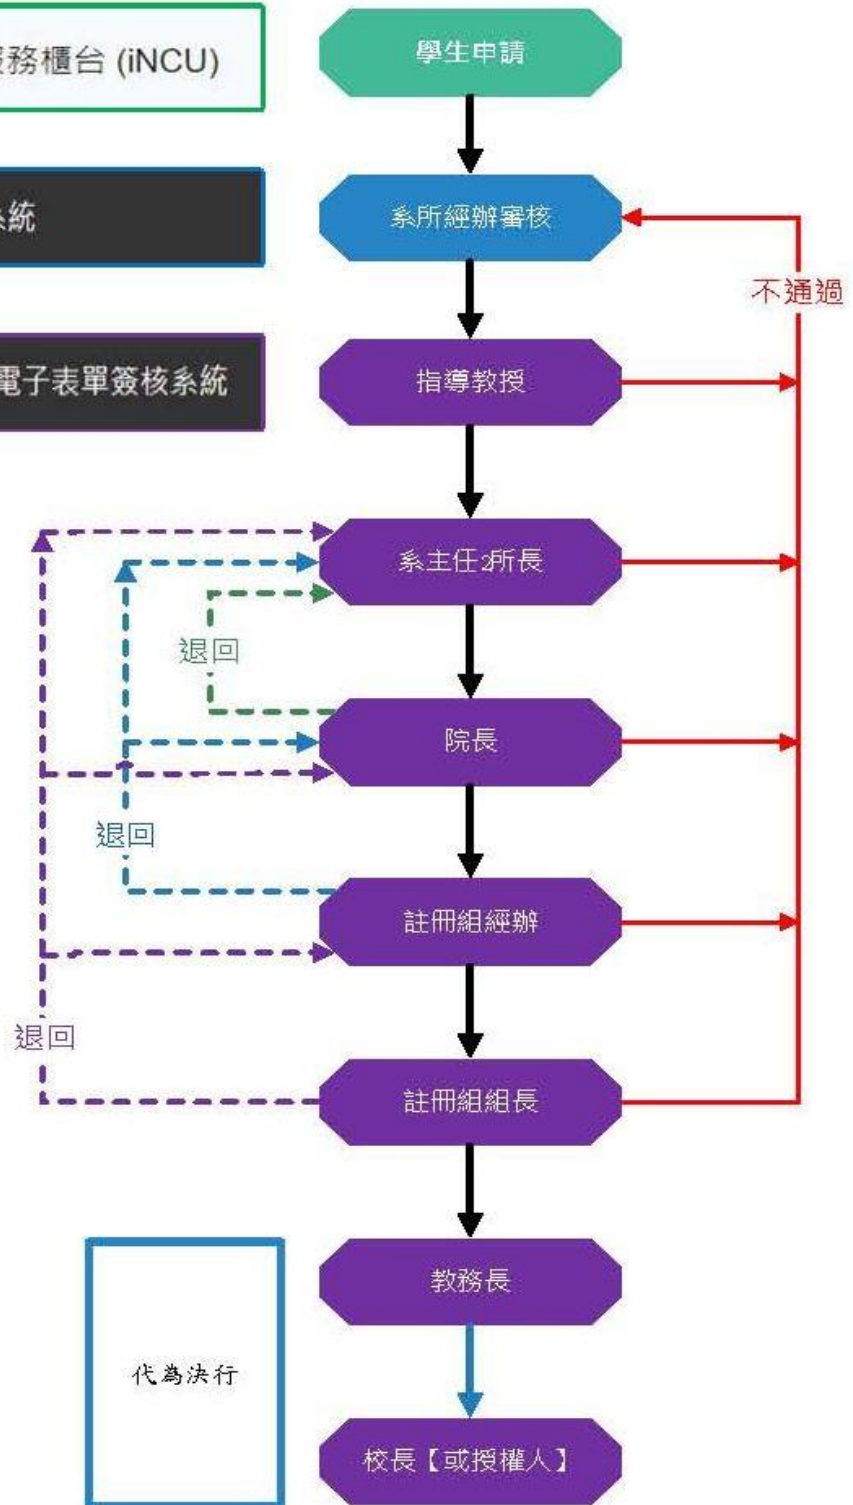 務櫃台 (iNCU)
學生申請
統
系所經辦審核
不通過
電子表單簽核系統
指導教授
系主任2所長
退回
院長
退回
註冊組經辦
退回
註冊組組長
教務長
代為決行
校長【或授權人】